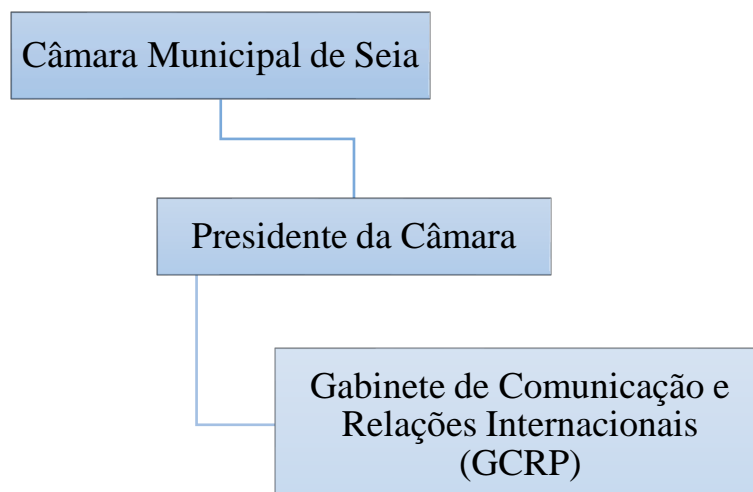 Câmara Municipal de Seia
Presidente da Câmara
Gabinete de Comunicação e
Relações Internacionais
(GCRP)